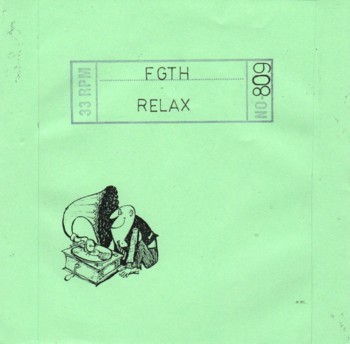 33 RPM
FGTH
RELAX
NO. 809